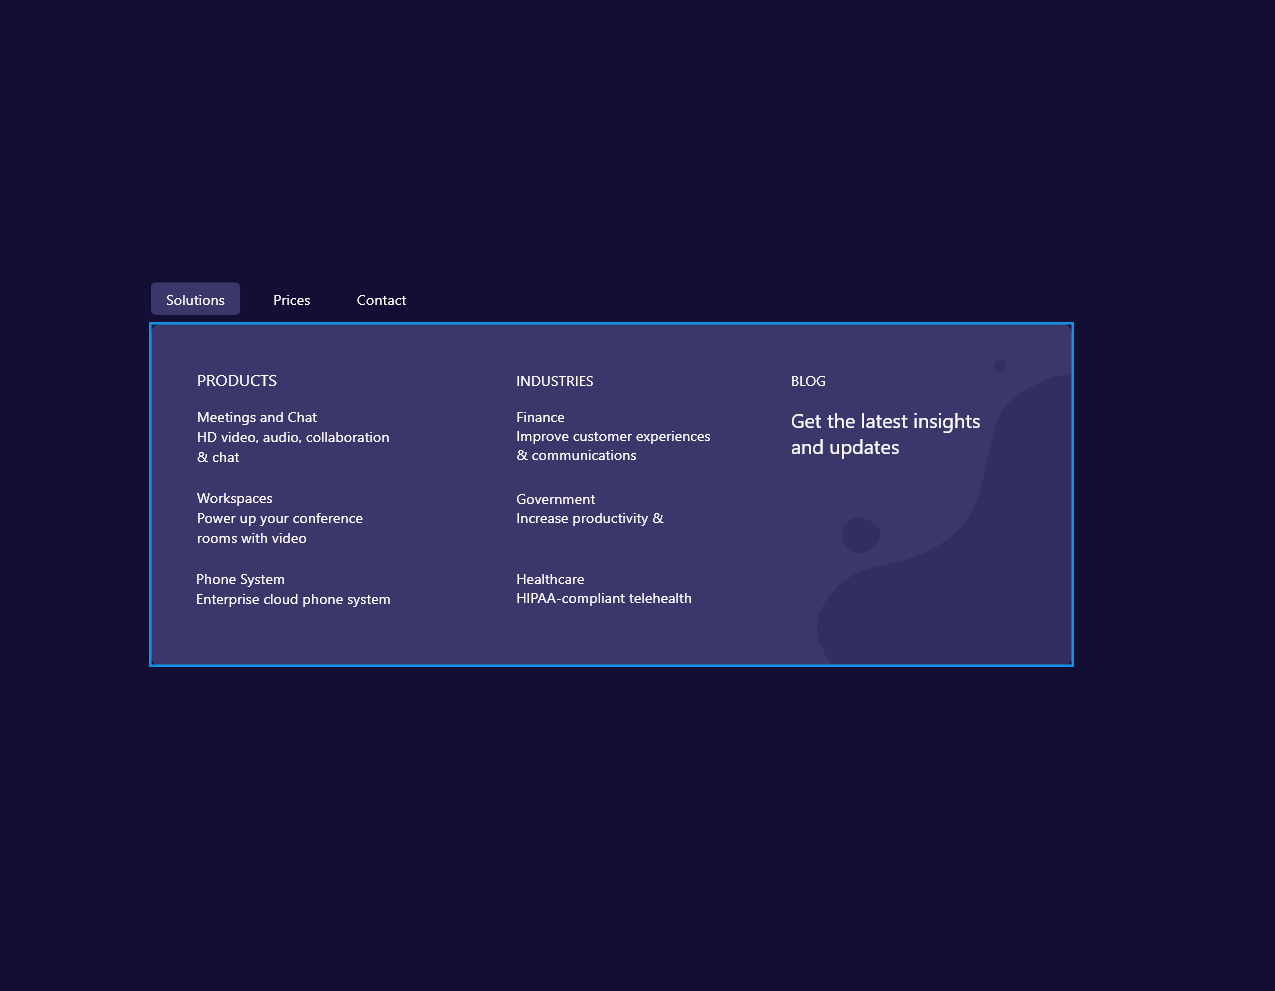 Solutions
Prices
Contact
PRODUCTS
Meetings and Chat
HD video, audio, collaboration
& chat
Workspaces
Power up your conference
rooms with video
Phone System
Enterprise cloud phone system
INDUSTRIES
Finance
Improve customer experiences
& communications
Government
Increase productivity &
Healthcare
HIPAA-compliant telehealth
BLOG
Get the latest insights
and updates